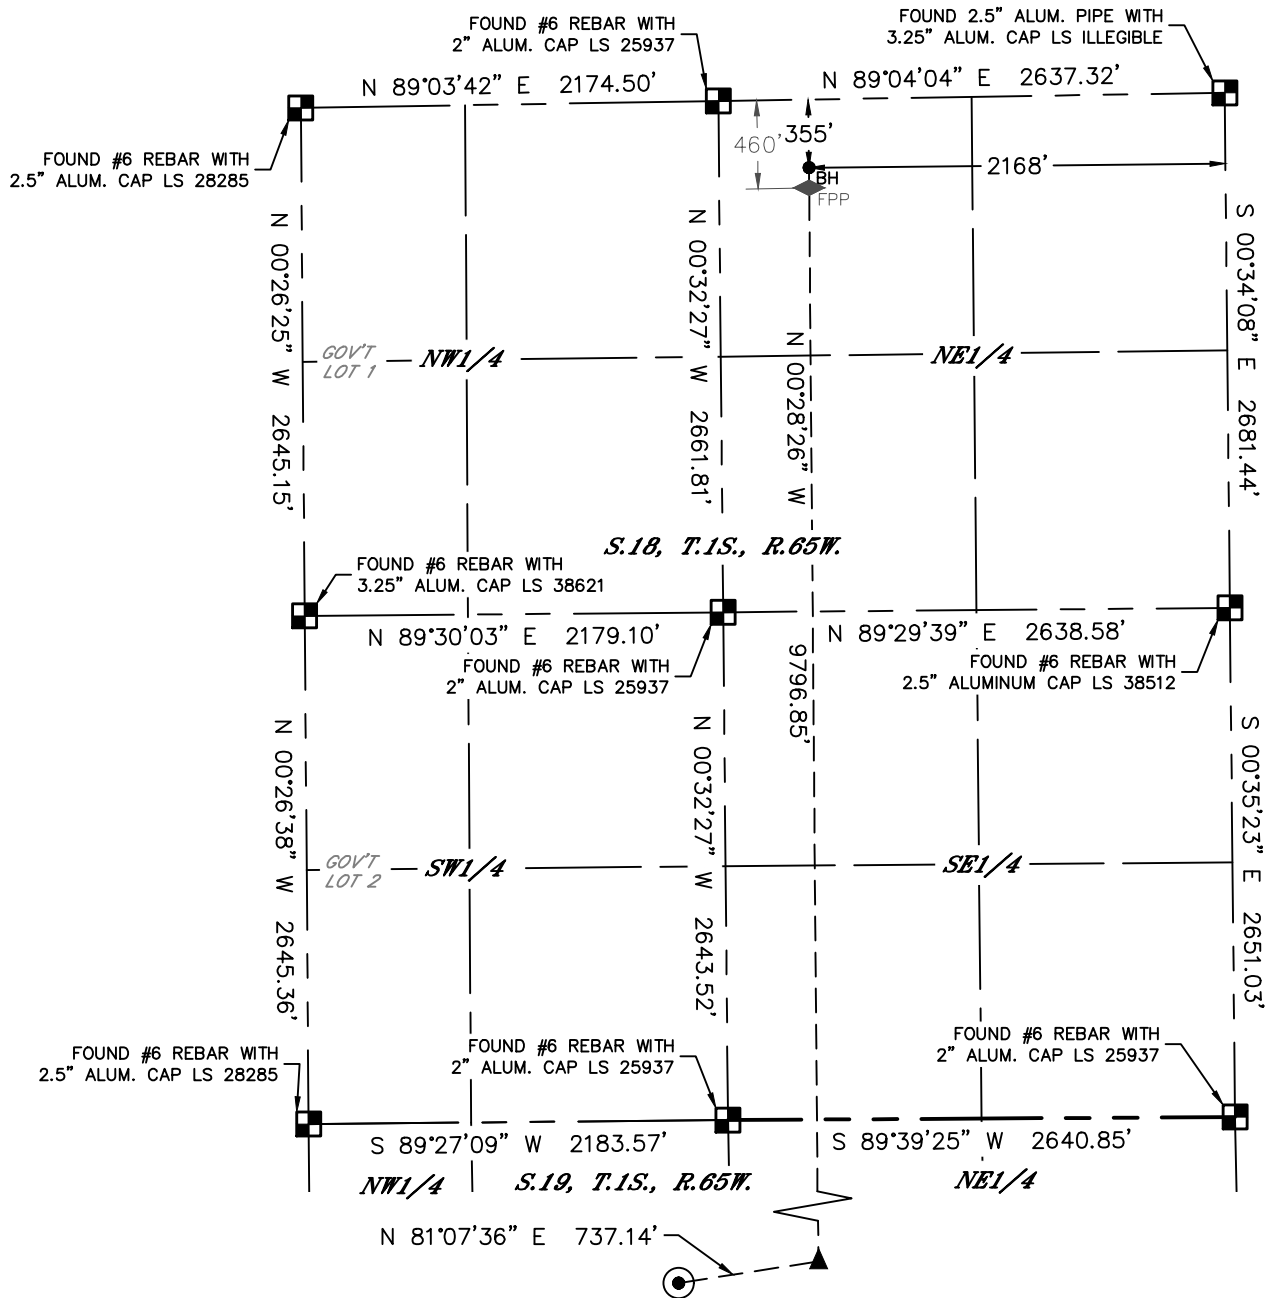 FOUND #6 REBAR WITH
2" ALUM. CAP LS 25937
FOUND 2.5" ALUM. PIPE WITH
3.25" ALUM. CAP LS ILLEGIBLE
N 89°03'42" E 2174.50'
N 89°04'04" E 2637.32'
460'
355'
FOUND #6 REBAR WITH
2.5" ALUM. CAP LS 28285
2168'
BH
FPP
N 00°26'25" W 2645.15'
N 00°32'27" W 2661.81'
N 00°28'26" W
S 00°34'08" E 2681.44'
GOV'T
LOT 1
NW1/4
NE1/4
S.18, T.1S., R.65W.
FOUND #6 REBAR WITH
3.25" ALUM. CAP LS 38621
N 89°30'03" E 2179.10'
N 89°29'39" E 2638.58'
FOUND #6 REBAR WITH
2" ALUM. CAP LS 25937
9796.85'
FOUND #6 REBAR WITH
2.5" ALUMINUM CAP LS 38512
N 00°26'38" W 2645.36'
N 00°32'27" W 2643.52'
S 00°35'23" E 2651.03'
GOV'T
LOT 2
SW1/4
SE1/4
FOUND #6 REBAR WITH
2.5" ALUM. CAP LS 28285
FOUND #6 REBAR WITH
2" ALUM. CAP LS 25937
FOUND #6 REBAR WITH
2" ALUM. CAP LS 25937
S 89°27'09" W 2183.57'
S 89°39'25" W 2640.85'
NW1/4
S.19, T.1S., R.65W.
NE1/4
N 81°07'36" E 737.14'